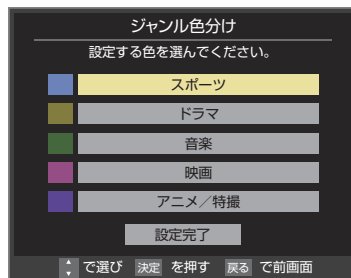 ジャンル色分け
設定する色を選んでください。
スポーツ
ドラマ
音楽
映画
アニメ／特撮
設定完了
で選び 決定 を押す 戻る で前画面